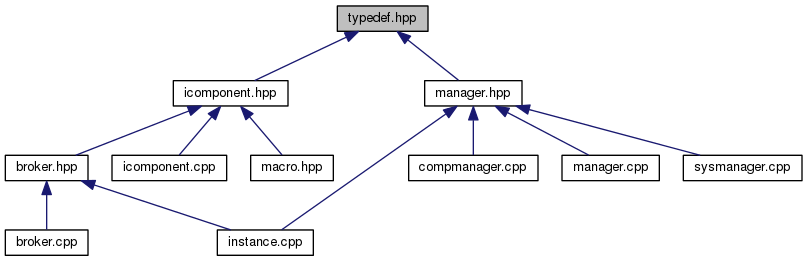 typedef.hpp
icomponent.hpp
manager.hpp
broker.hpp
icomponent.cpp
macro.hpp
compmanager.cpp
manager.cpp
sysmanager.cpp
broker.cpp
instance.cpp